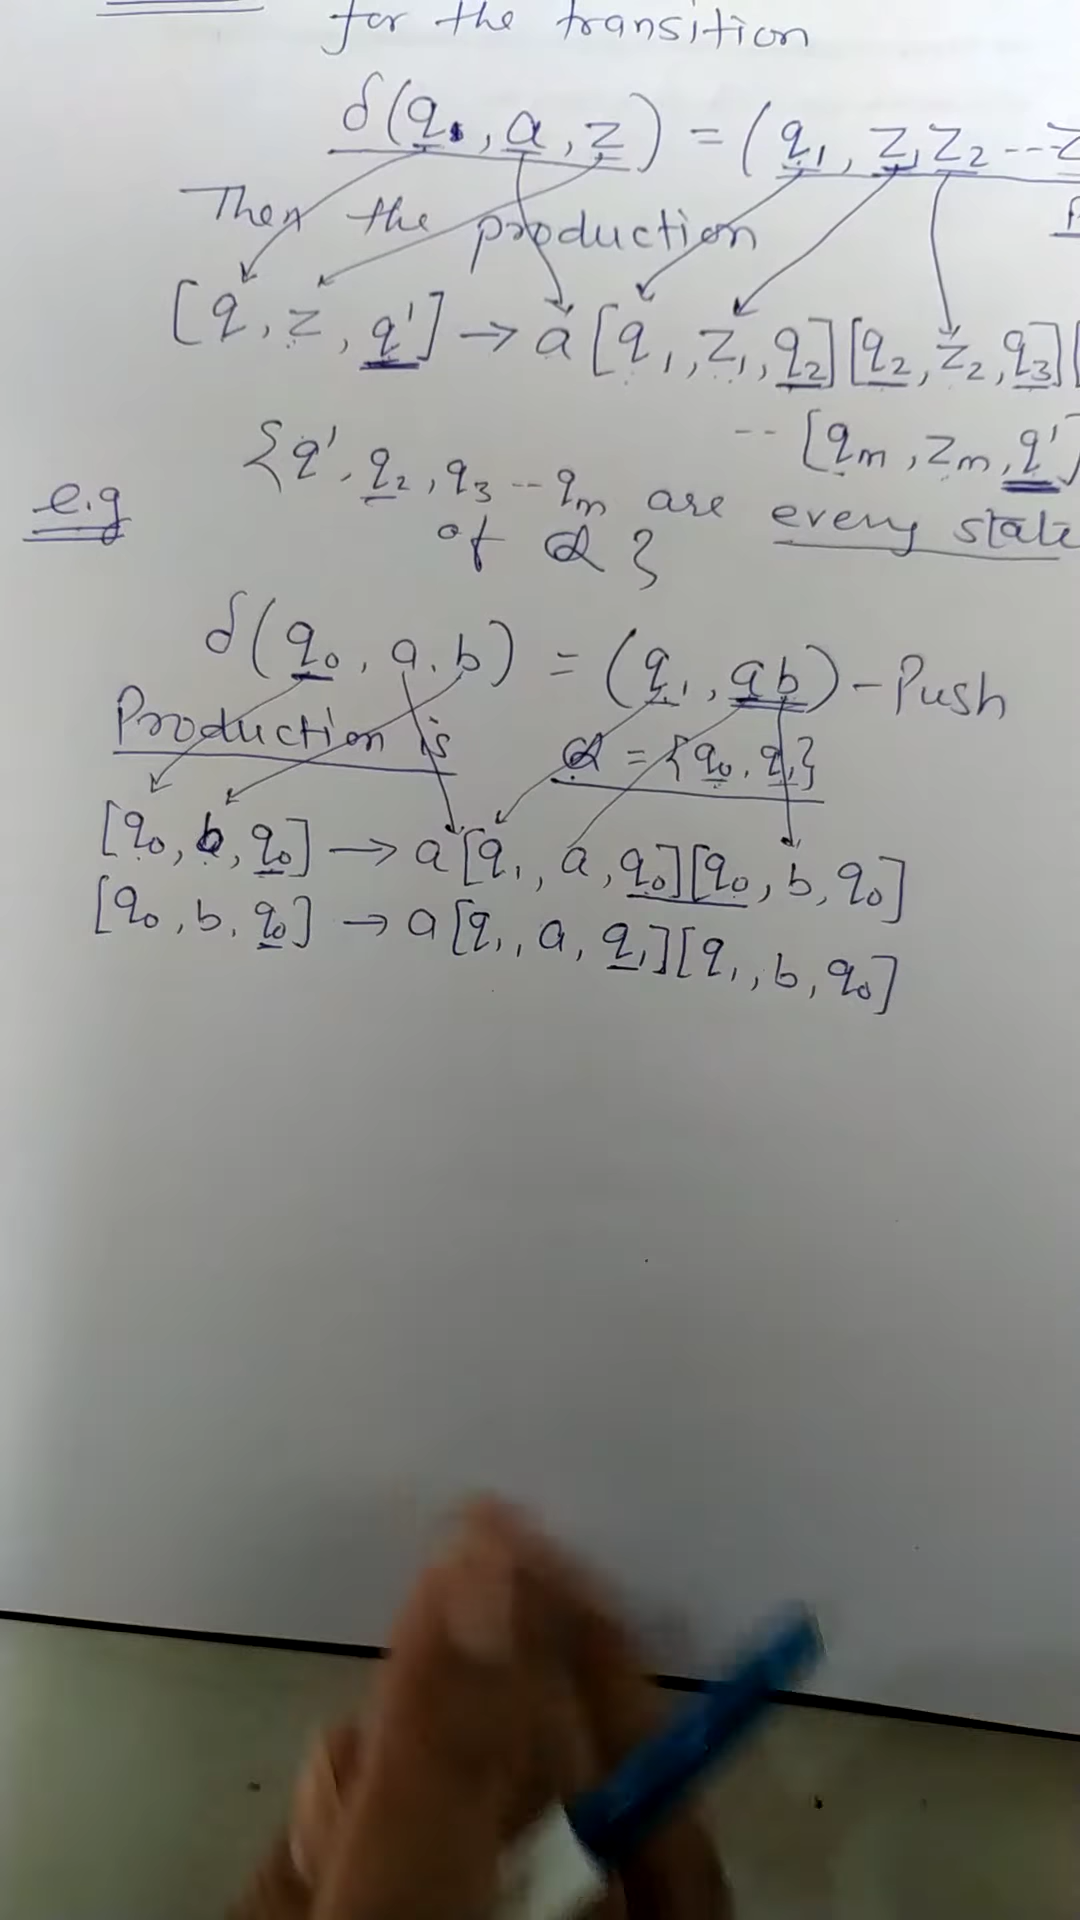 for the transition
δ(q, a, z) = (q₁, z₁z₂ --- z
Then the production
[q, z, q'] → a[q₁, z₁, q₂][q₂, z₂, q₃][
-- [qm, zm, q']
{q', q₂, q₃ -- qm are every state
of Q }
e.g
δ(q₀, a, b) = (q₁, ab) - Push
Production is
Q = {q₀, q₁}
[q₀, b, q₀] → a[q₁, a, q₀][q₀, b, q₀]
[q₀, b, q₀] → a[q₁, a, q₁][q₁, b, q₀]